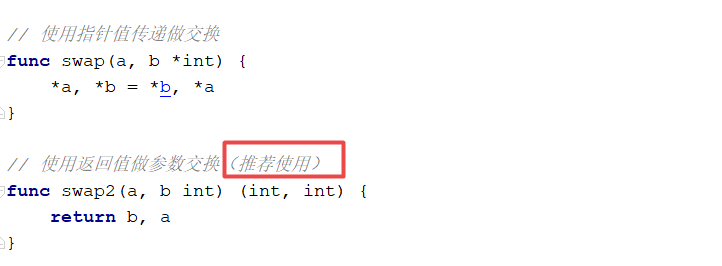 // 使用指针值传递做交换
func swap(a, b *int) {
    *a, *b = *b, *a
}
// 使用返回值做参数交换（推荐使用）
func swap2(a, b int) (int, int) {
    return b, a
}